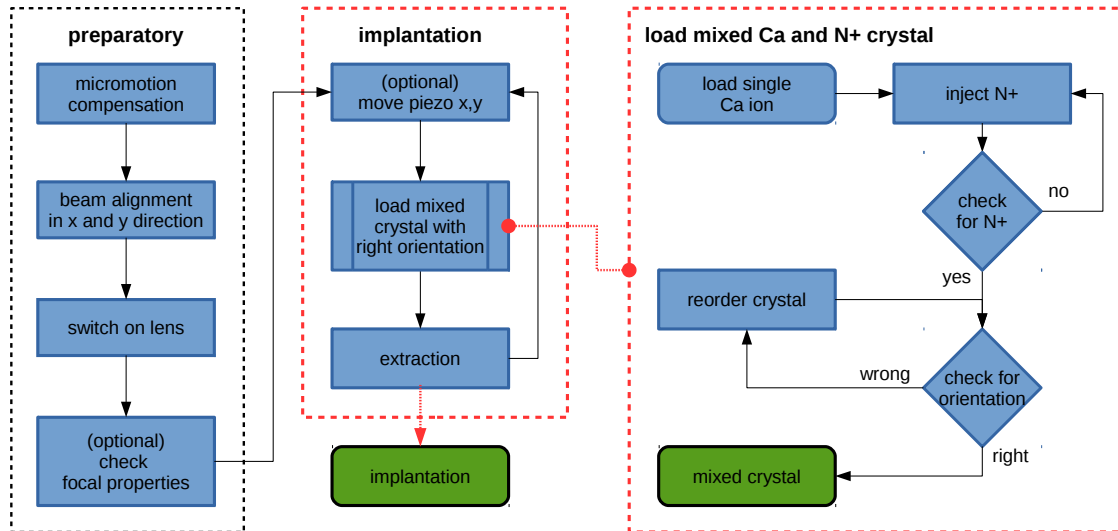 preparatory
micromotion
compensation
beam alignment
in x and y direction
switch on lens
(optional)
check
focal properties
implantation
(optional)
move piezo x,y
load mixed
crystal with
right orientation
extraction
implantation
load mixed Ca and N+ crystal
load single
Ca ion
inject N+
check
for N+
no
yes
reorder crystal
wrong
check for
orientation
right
mixed crystal